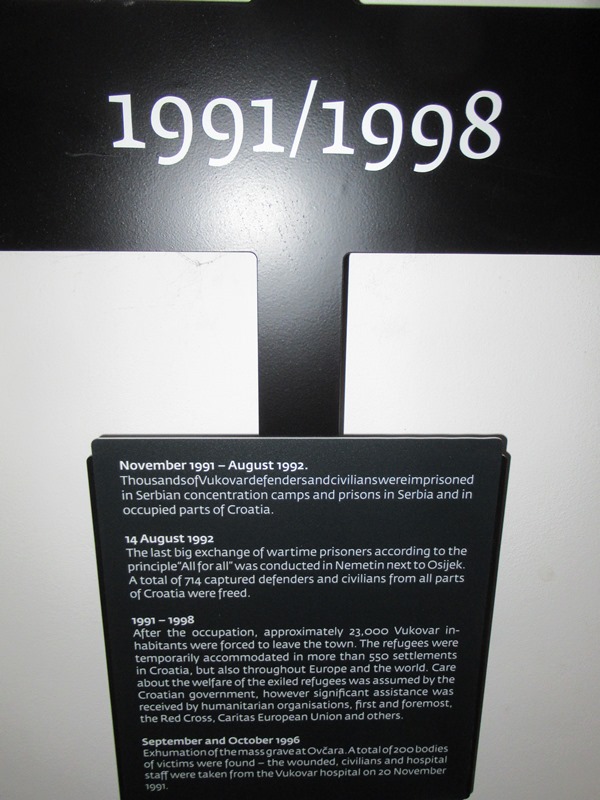 1991/1998
November 1991 – August 1992.
ThousandsofVukovardefendersandcivilianswereimprisoned
in Serbian concentration camps and prisons in Serbia and in
occupied parts of Croatia.
14 August 1992
The last big exchange of wartime prisoners according to the
principle“All for all” was conducted in Nemetin next to Osijek.
A total of 714 captured defenders and civilians from all parts
of Croatia were freed.
1991 – 1998
After the occupation, approximately 23,000 Vukovar in-
habitants were forced to leave the town. The refugees were
temporarily accommodated in more than 550 settlements
in Croatia, but also throughout Europe and the world. Care
about the welfare of the exiled refugees was assumed by the
Croatian government, however significant assistance was
received by humanitarian organisations, first and foremost,
the Red Cross, Caritas European Union and others.
September and October 1996
Exhumation of the mass grave at Ovčara. A total of 200 bodies
of victims were found – the wounded, civilians and hospital
staff were taken from the Vukovar hospital on 20 November
1991.